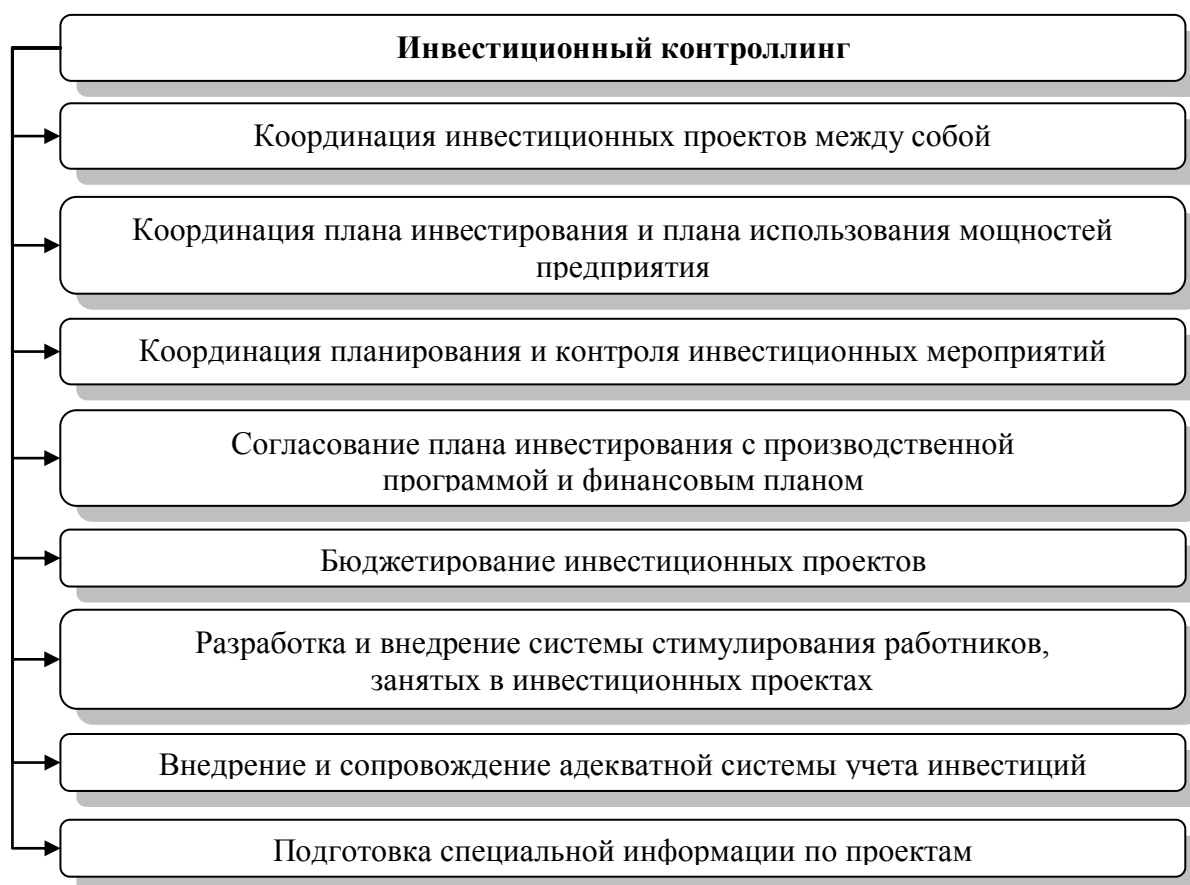 Инвестиционный контроллинг
Координация инвестиционных проектов между собой
Координация плана инвестирования и плана использования мощностей
предприятия
Координация планирования и контроля инвестиционных мероприятий
Согласование плана инвестирования с производственной
программой и финансовым планом
Бюджетирование инвестиционных проектов
Разработка и внедрение системы стимулирования работников,
занятых в инвестиционных проектах
Внедрение и сопровождение адекватной системы учета инвестиций
Подготовка специальной информации по проектам